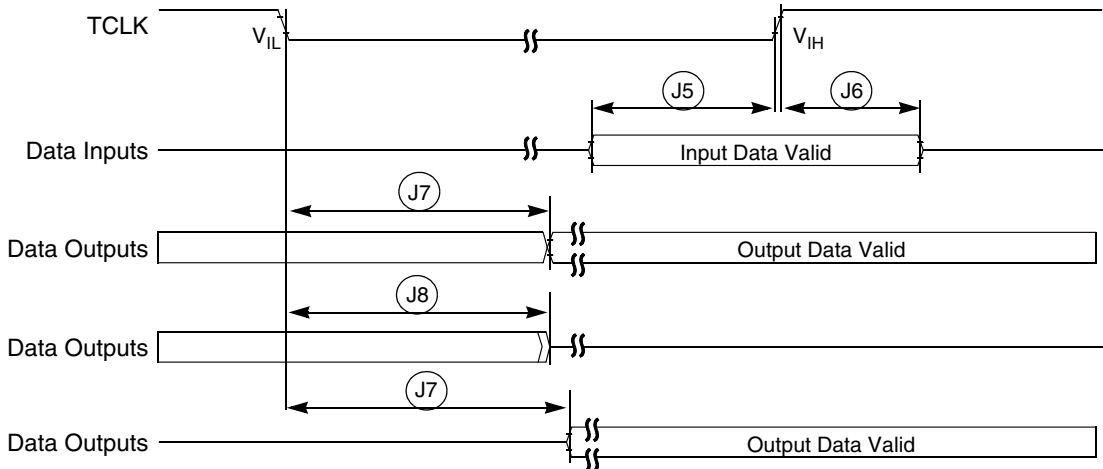 TCLK
V_IL
V_IH
J5
J6
Data Inputs
Input Data Valid
J7
Data Outputs
Output Data Valid
J8
Data Outputs
J7
Data Outputs
Output Data Valid